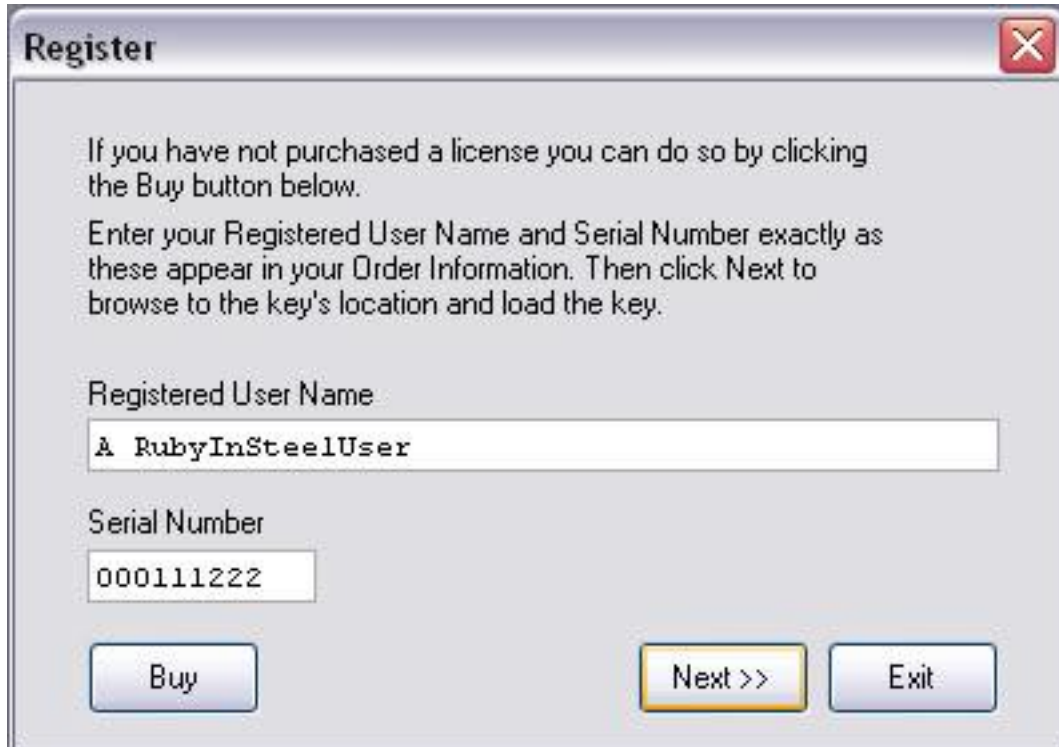 Register
If you have not purchased a license you can do so by clicking
the Buy button below.
Enter your Registered User Name and Serial Number exactly as
these appear in your Order Information. Then click Next to
browse to the key's location and load the key.
Registered User Name
A RubyInSteelUser
Serial Number
000111222
Buy
Next >>
Exit